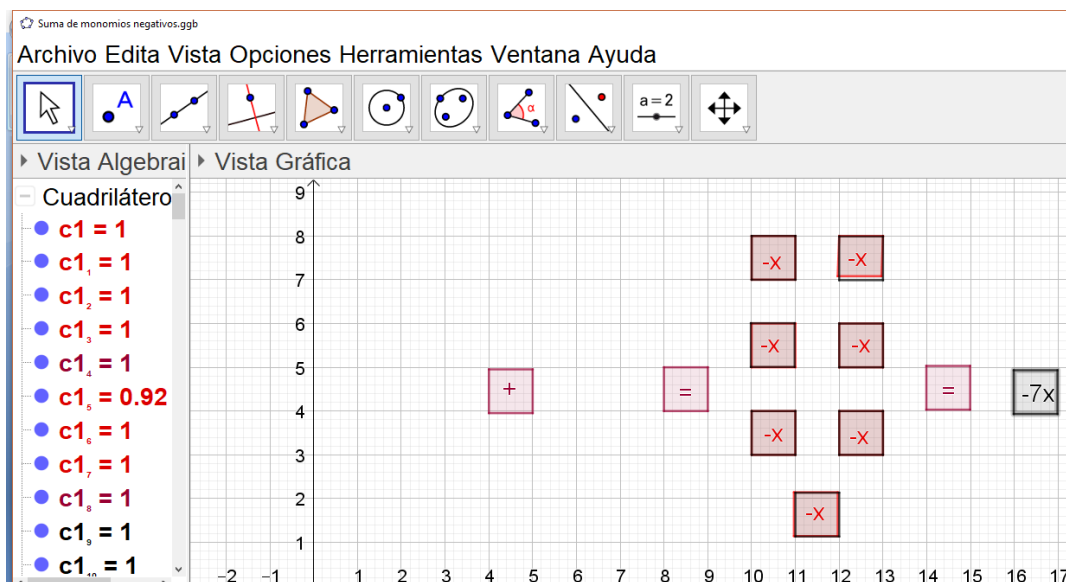 Suma de monomios negativos.ggb
Archivo Edita Vista Opciones Herramientas Ventana Ayuda
A
α
a = 2
Vista Algebrai
Vista Gráfica
Cuadrilátero
c1 = 1
c1₁ = 1
c1₂ = 1
c1₃ = 1
c1₄ = 1
c1₅ = 0.92
c1₆ = 1
c1₇ = 1
c1₈ = 1
c1₉ = 1
c1₁₀ = 1
9
8
7
6
5
4
3
2
1
-x -x
-x -x
+ = = -7x
-x -x
-x
–2 –1 1 2 3 4 5 6 7 8 9 10 11 12 13 14 15 16 17